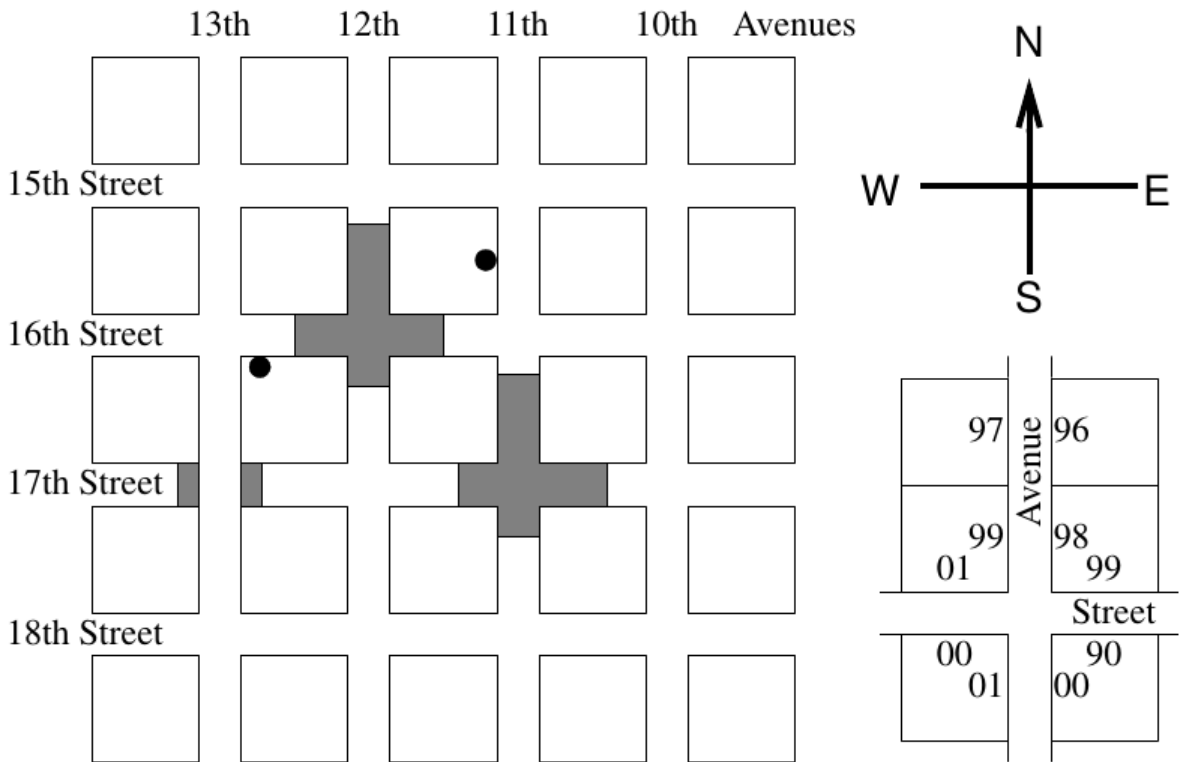 13th 12th 11th 10th Avenues
15th Street
16th Street
17th Street
18th Street
N
W E
S
97 Avenue 96
99 98
01 99
Street
00 90
01 00